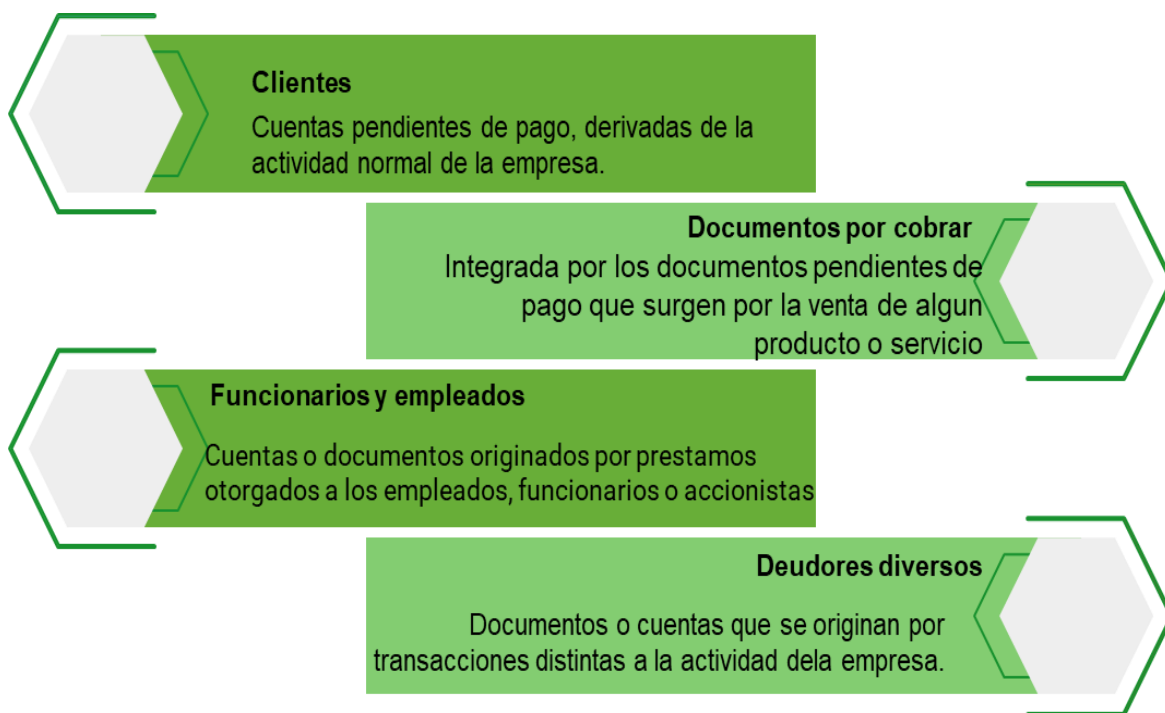 Clientes
Cuentas pendientes de pago, derivadas de la
actividad normal de la empresa.
Documentos por cobrar
Integrada por los documentos pendientes de
pago que surgen por la venta de algun
producto o servicio
Funcionarios y empleados
Cuentas o documentos originados por prestamos
otorgados a los empleados, funcionarios o accionistas
Deudores diversos
Documentos o cuentas que se originan por
transacciones distintas a la actividad dela empresa.